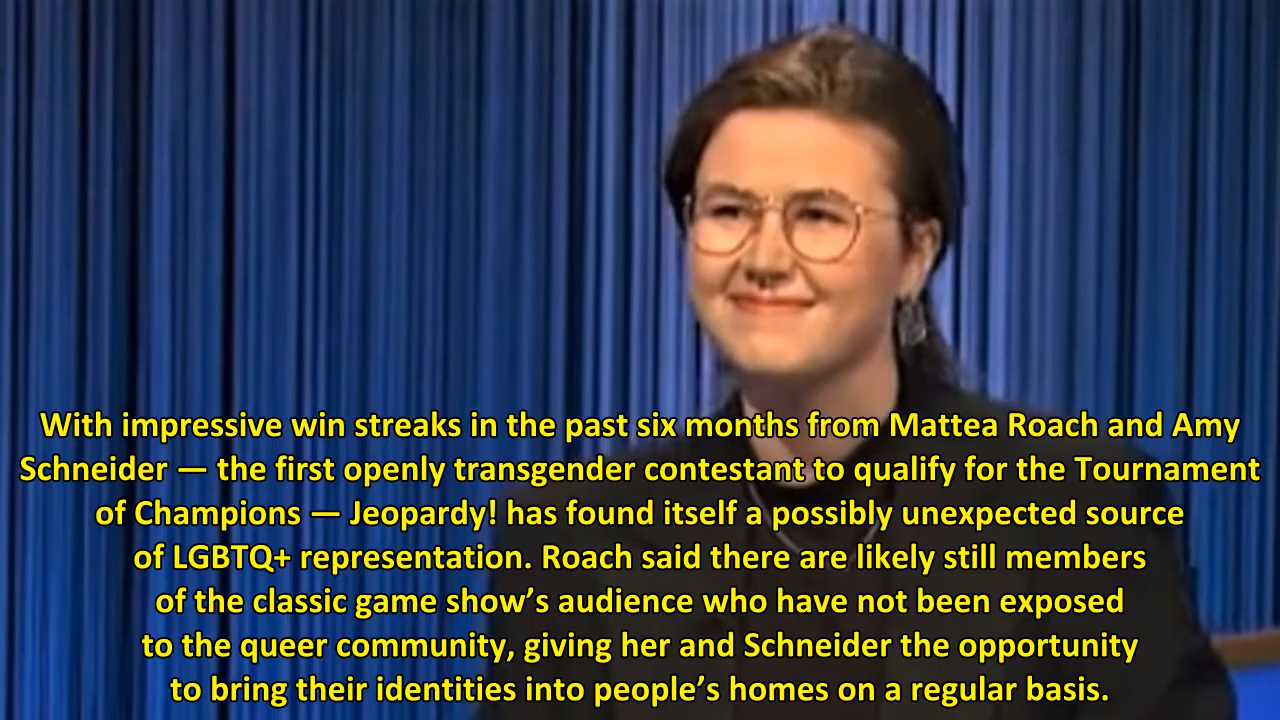 With impressive win streaks in the past six months from Mattea Roach and Amy
Schneider — the first openly transgender contestant to qualify for the Tournament
of Champions — Jeopardy! has found itself a possibly unexpected source
of LGBTQ+ representation. Roach said there are likely still members
of the classic game show’s audience who have not been exposed
to the queer community, giving her and Schneider the opportunity
to bring their identities into people’s homes on a regular basis.